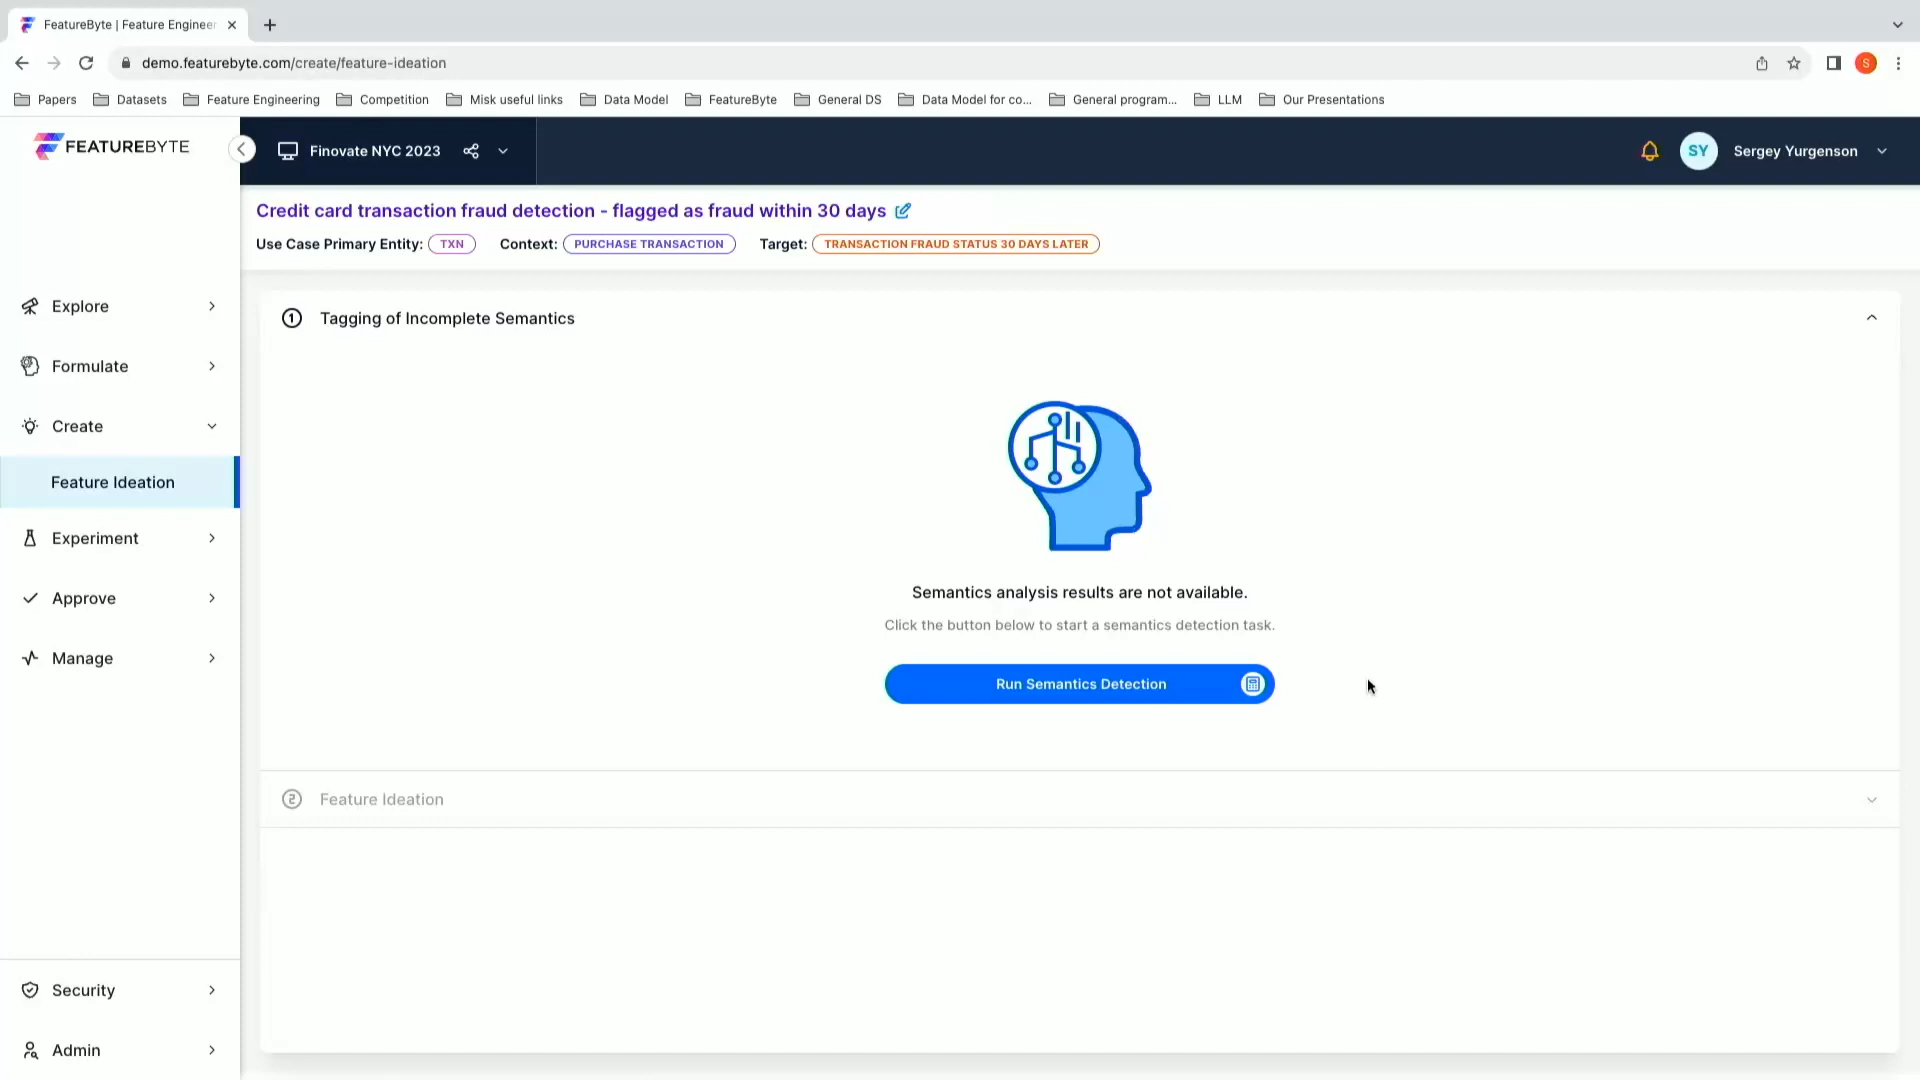 FeatureByte | Feature Engineer
demo.featurebyte.com/create/feature-ideation
S
Papers Datasets Feature Engineering Competition Misk useful links Data Model FeatureByte General DS Data Model for co... General program... LLM Our Presentations
FEATUREBYTE
Finovate NYC 2023
SY Sergey Yurgenson
Credit card transaction fraud detection - flagged as fraud within 30 days
Use Case Primary Entity: TXN Context: PURCHASE TRANSACTION Target: TRANSACTION FRAUD STATUS 30 DAYS LATER
Explore
Formulate
Create
Feature Ideation
Experiment
Approve
Manage
Security
Admin
1 Tagging of Incomplete Semantics
Semantics analysis results are not available.
Click the button below to start a semantics detection task.
Run Semantics Detection
2 Feature Ideation